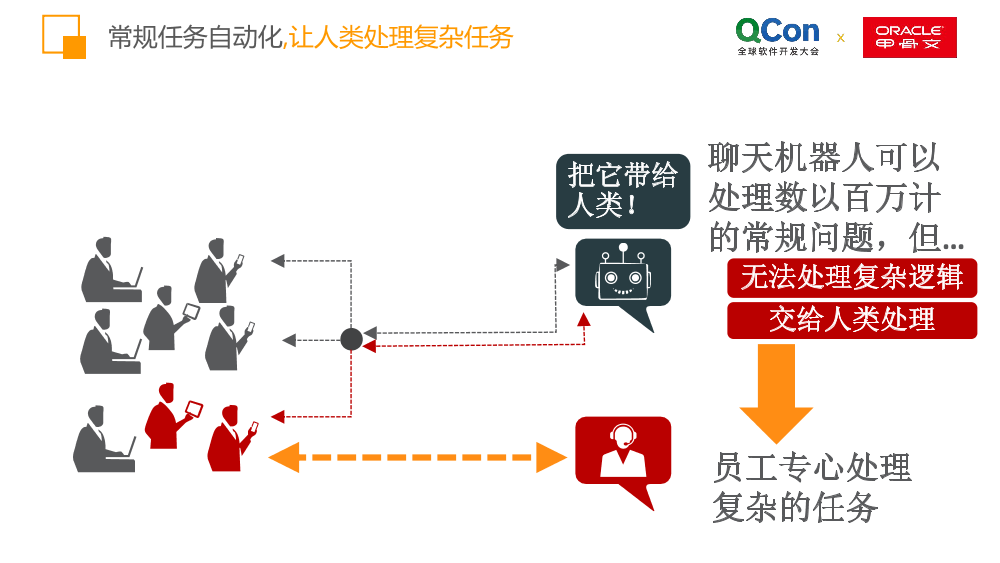 常规任务自动化,让人类处理复杂任务
QCon
全球软件开发大会
x
ORACLE
甲骨文
把它带给
人类!
聊天机器人可以
处理数以百万计
的常规问题，但...
无法处理复杂逻辑
交给人类处理
员工专心处理
复杂的任务